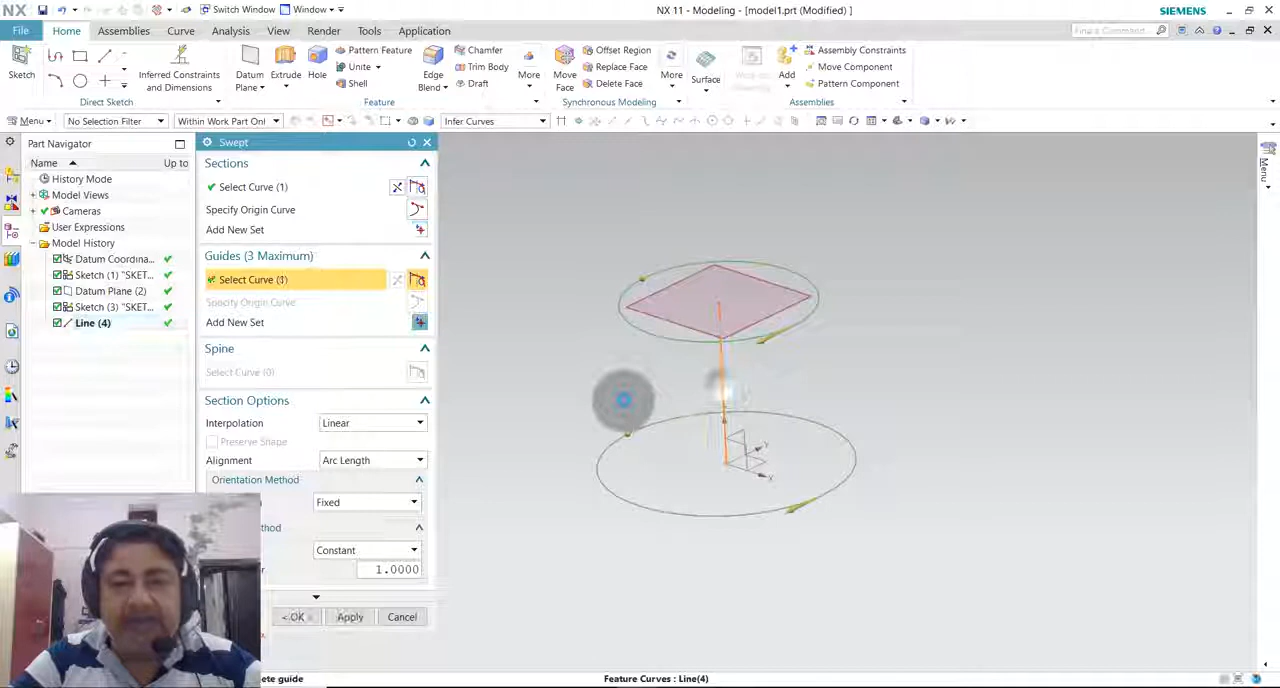 NX
Switch Window
Window
NX 11 - Modeling - [model1.prt (Modified) ]
SIEMENS
File
Home
Assemblies
Curve
Analysis
View
Render
Tools
Application
Find a Command
Sketch
Inferred Constraints and Dimensions
Direct Sketch
Datum Plane
Extrude
Hole
Pattern Feature
Unite
Shell
Edge Blend
Chamfer
Trim Body
Draft
More
Feature
Move Face
Offset Region
Replace Face
Delete Face
More
Synchronous Modeling
Surface
Add
Assembly Constraints
Move Component
Pattern Component
Assemblies
Menu
No Selection Filter
Within Work Part Onl
Infer Curves
Part Navigator
Name
Up to
History Mode
Model Views
Cameras
User Expressions
Model History
Datum Coordina...
Sketch (1) "SKET...
Datum Plane (2)
Sketch (3) "SKET...
Line (4)
Swept
Sections
Select Curve (1)
Specify Origin Curve
Add New Set
Guides (3 Maximum)
Select Curve
Specify Origin Curve
Add New Set
Spine
Select Curve (0)
Section Options
Interpolation
Linear
Preserve Shape
Alignment
Arc Length
Orientation Method
Fixed
Constant
1.0000
< OK >
Apply
Cancel
Menu
Y
X
Feature Curves : Line(4)